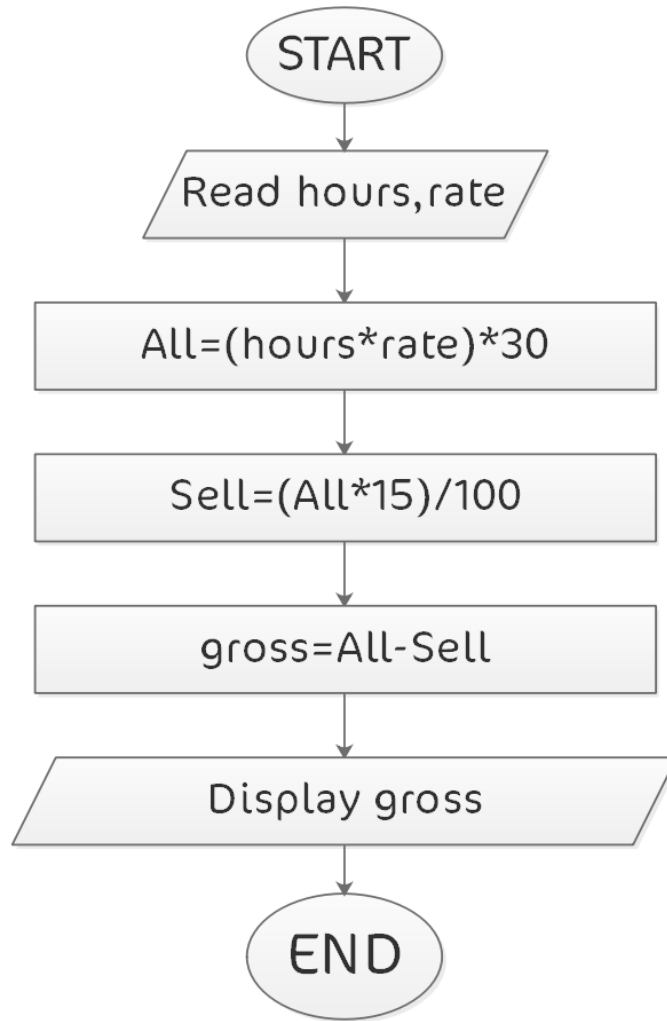 START
Read hours,rate
All=(hours*rate)*30
Sell=(All*15)/100
gross=All-Sell
Display gross
END